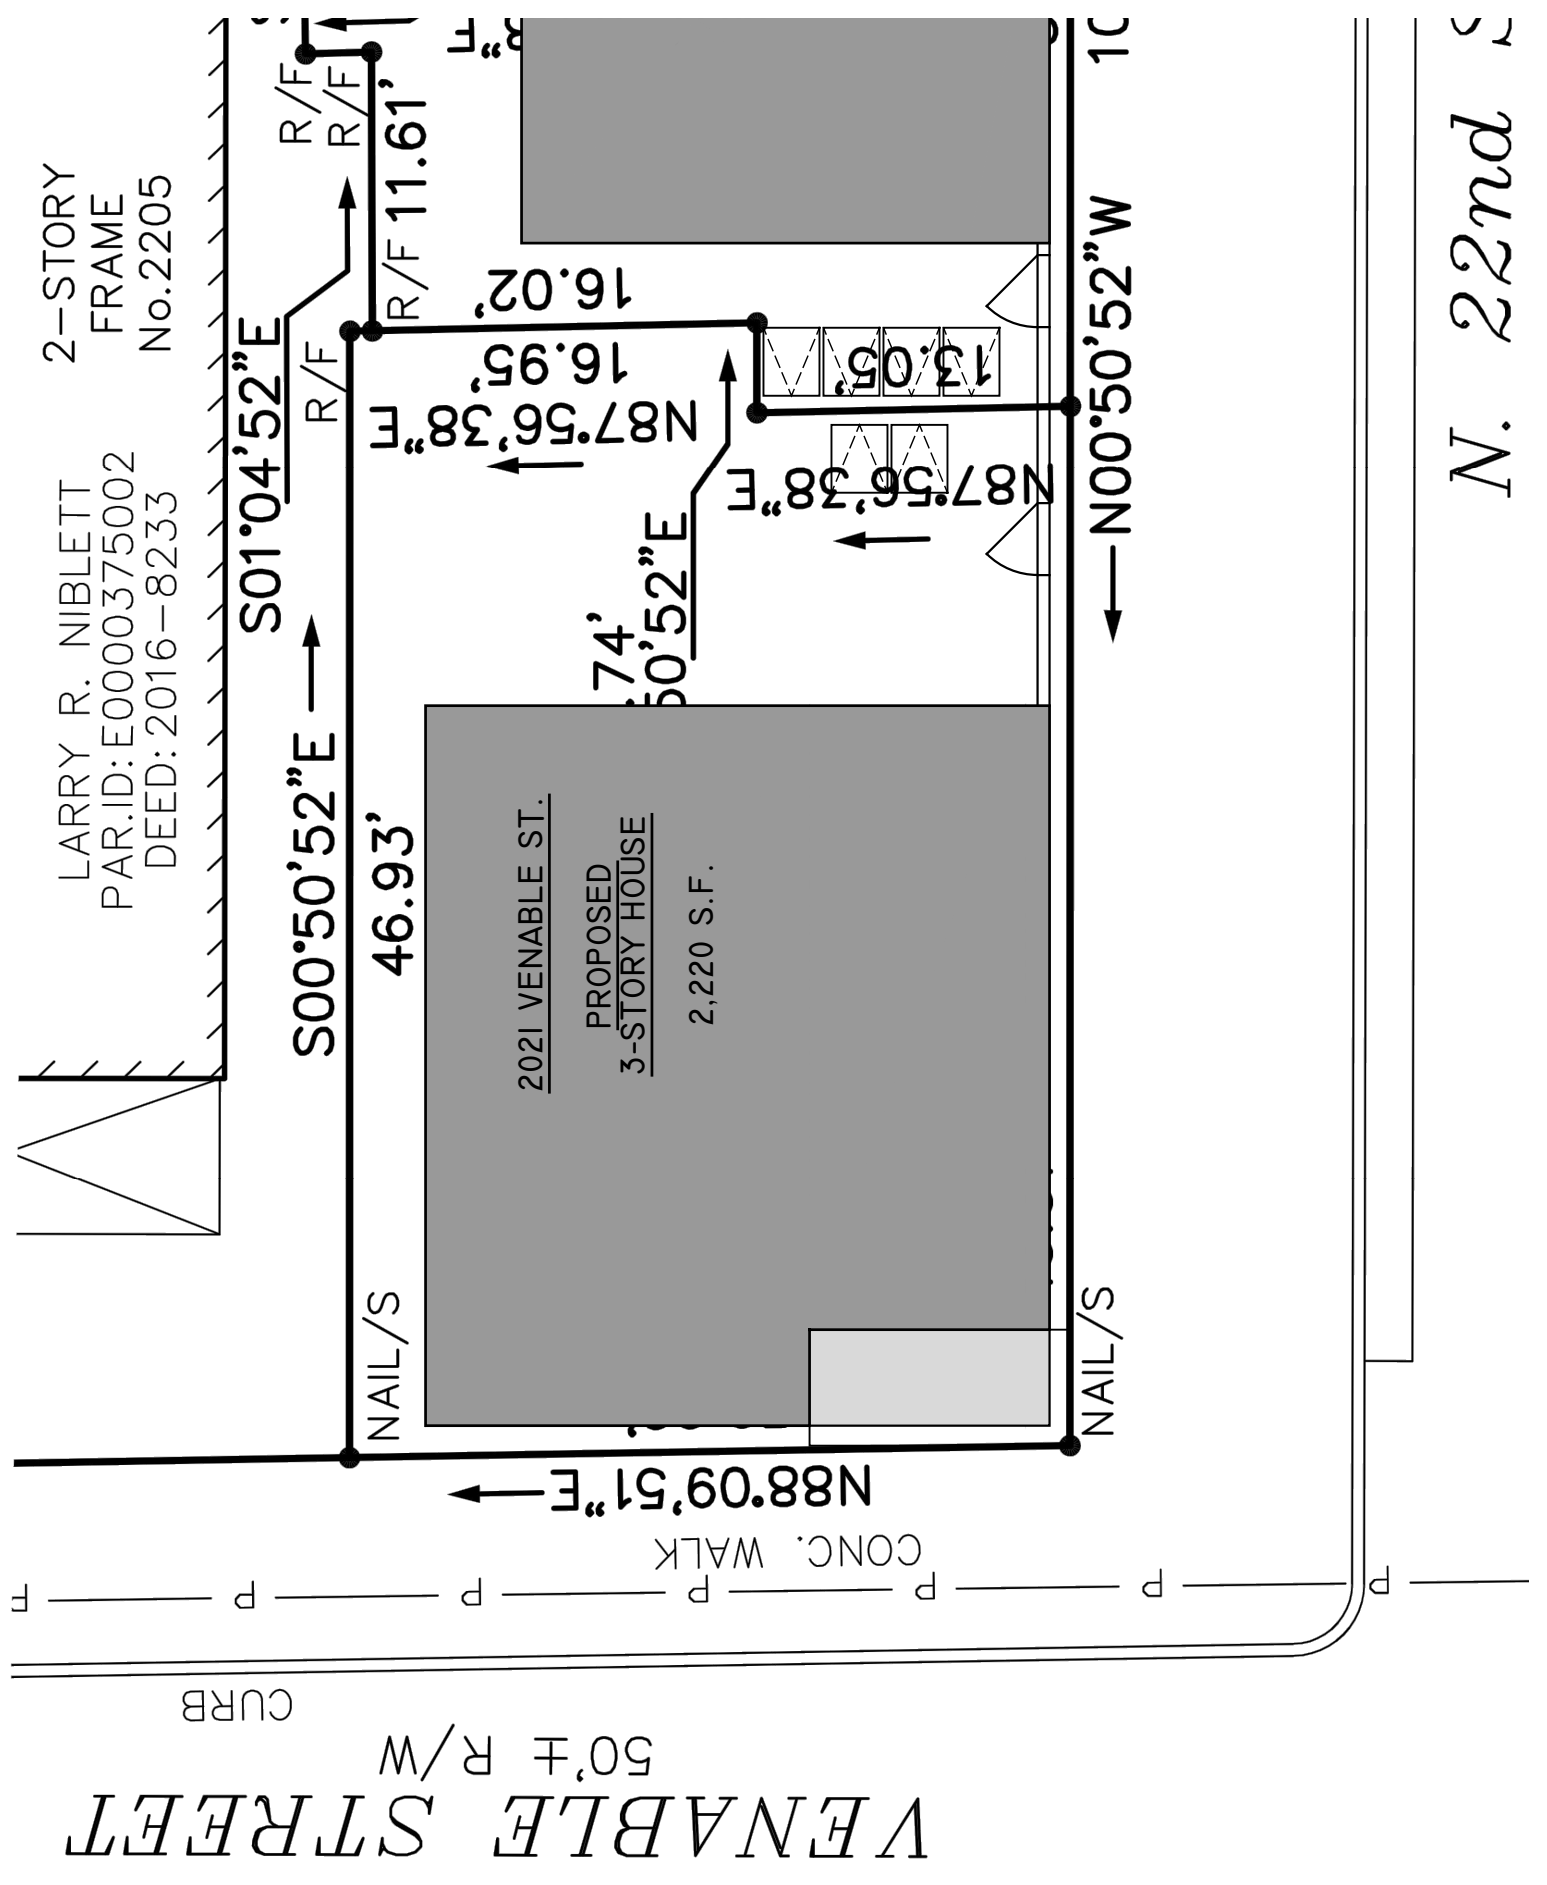 2-STORY
FRAME
No.2205
LARRY R. NIBLETT
PAR.ID:E0000375002
DEED:2016-8233
R/F
R/F
11.61'
R/F
R/F
S01°04'52"E
16.02'
16.95'
N87°56'38"E
13.05'
N87°56'38"E
N00°50'52"W
N. 22nd
S00°50'52"E
46.93'
74'
50'52"E
2021 VENABLE ST.
PROPOSED
3-STORY HOUSE
2,220 S.F.
NAIL/S
NAIL/S
N88°09'51"E
CONC. WALK
P
P
P
P
P
P
CURB
50'± R/W
VENABLE STREET